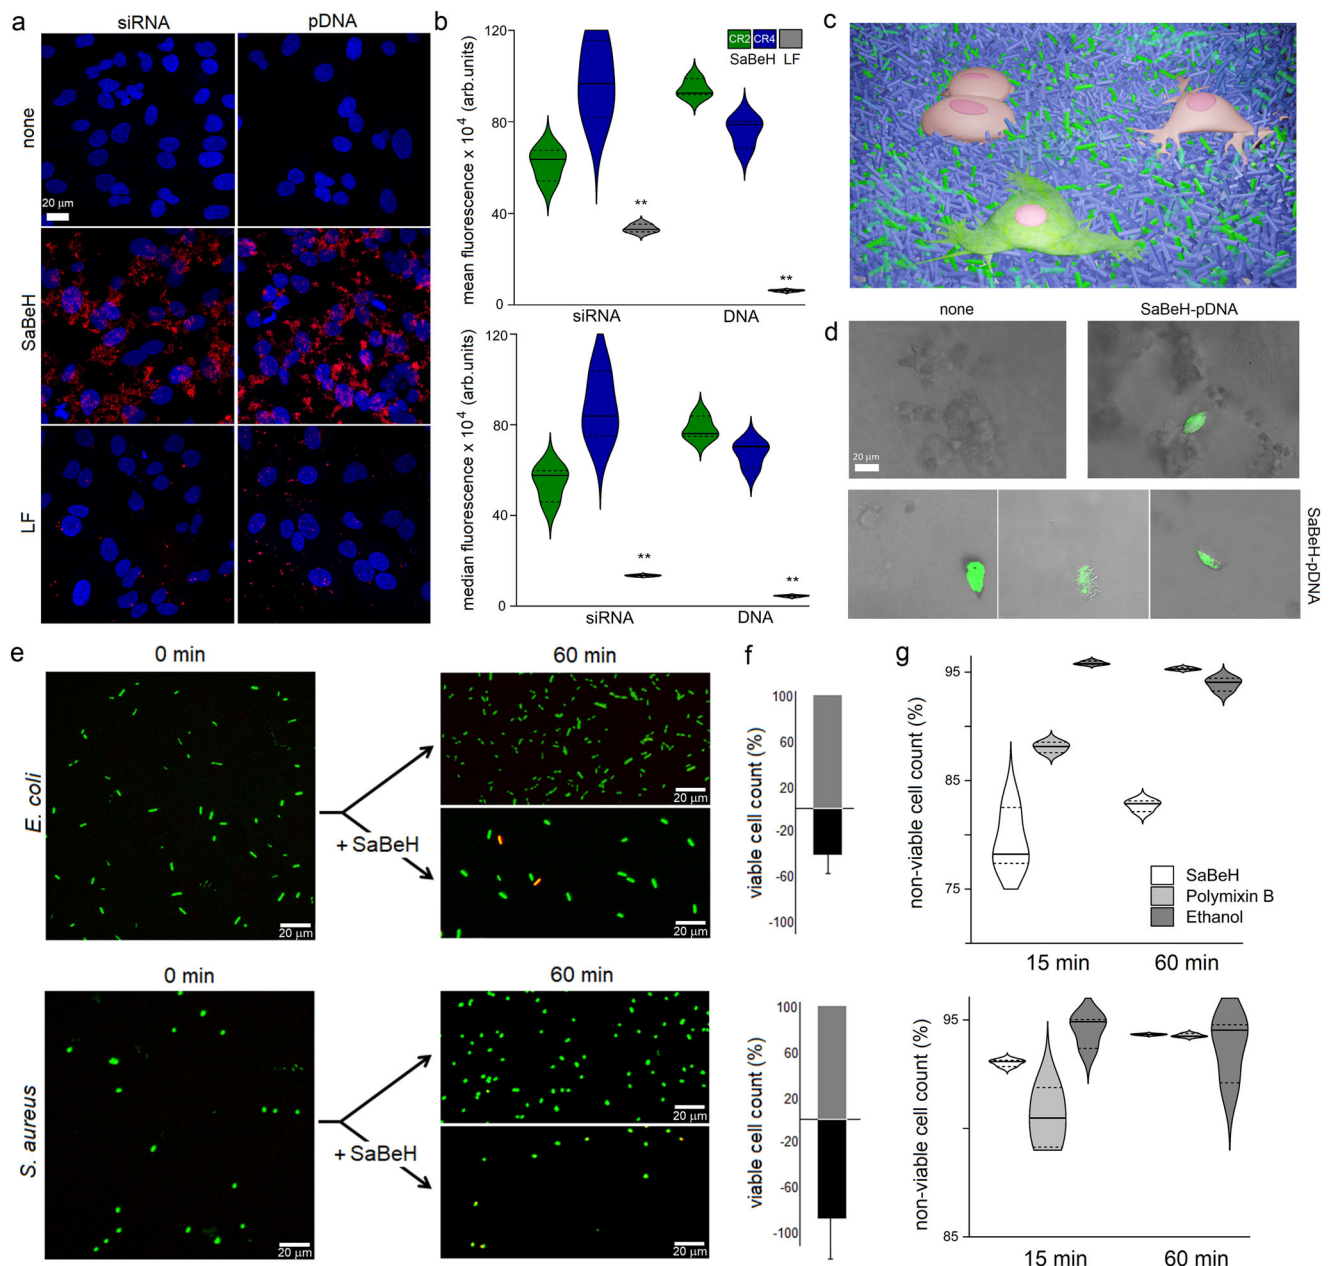 a
siRNA
pDNA
none
20 µm
SaBeH
LF
b
mean fluorescence x 10⁴ (arb.units)
120
80
40
0
CR2 CR4
SaBeH LF
**
**
siRNA
DNA
median fluorescence x 10⁴ (arb.units)
120
80
40
0
**
**
siRNA
DNA
c
d
none
SaBeH-pDNA
20 µm
SaBeH-pDNA
e
0 min
60 min
E. coli
+ SaBeH
20 µm
20 µm
20 µm
0 min
60 min
S. aureus
+ SaBeH
20 µm
20 µm
20 µm
f
viable cell count (%)
100
60
20
-20
-60
-100
viable cell count (%)
100
60
20
-20
-60
-100
g
non-viable cell count (%)
95
85
75
SaBeH
Polymixin B
Ethanol
15 min
60 min
non-viable cell count (%)
95
85
15 min
60 min